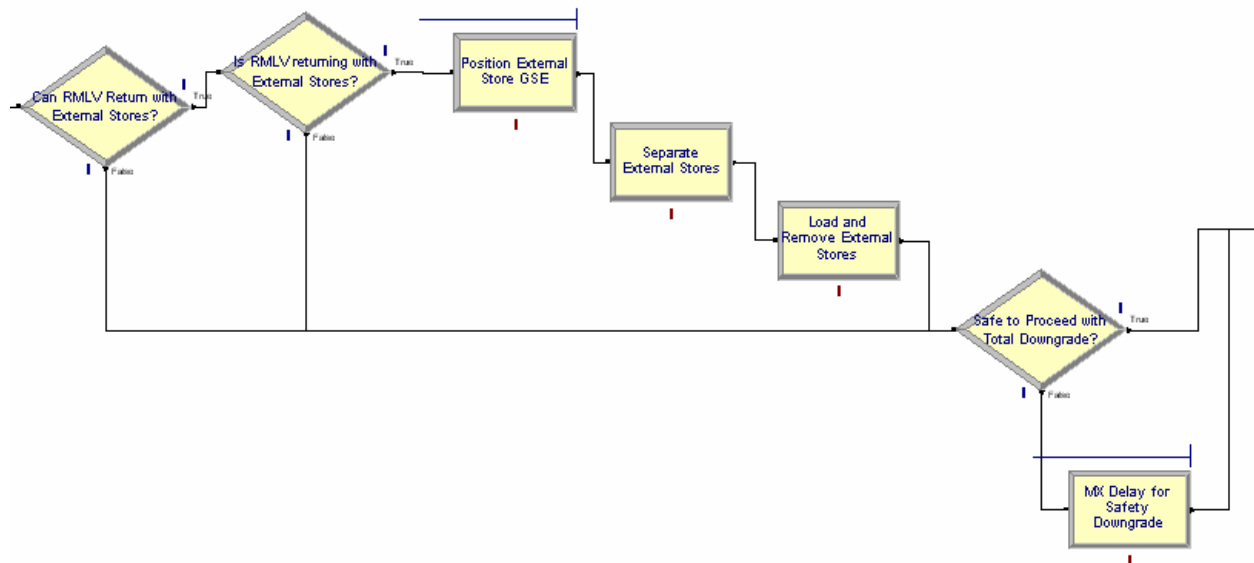 Can RMLV Return with
External Stores?
True
False
Is RMLV returning with
External Stores?
True
False
Position External
Store GSE
Separate
External Stores
Load and
Remove External
Stores
Safe to Proceed with
Total Downgrade?
True
False
MX Delay for
Safety
Downgrade